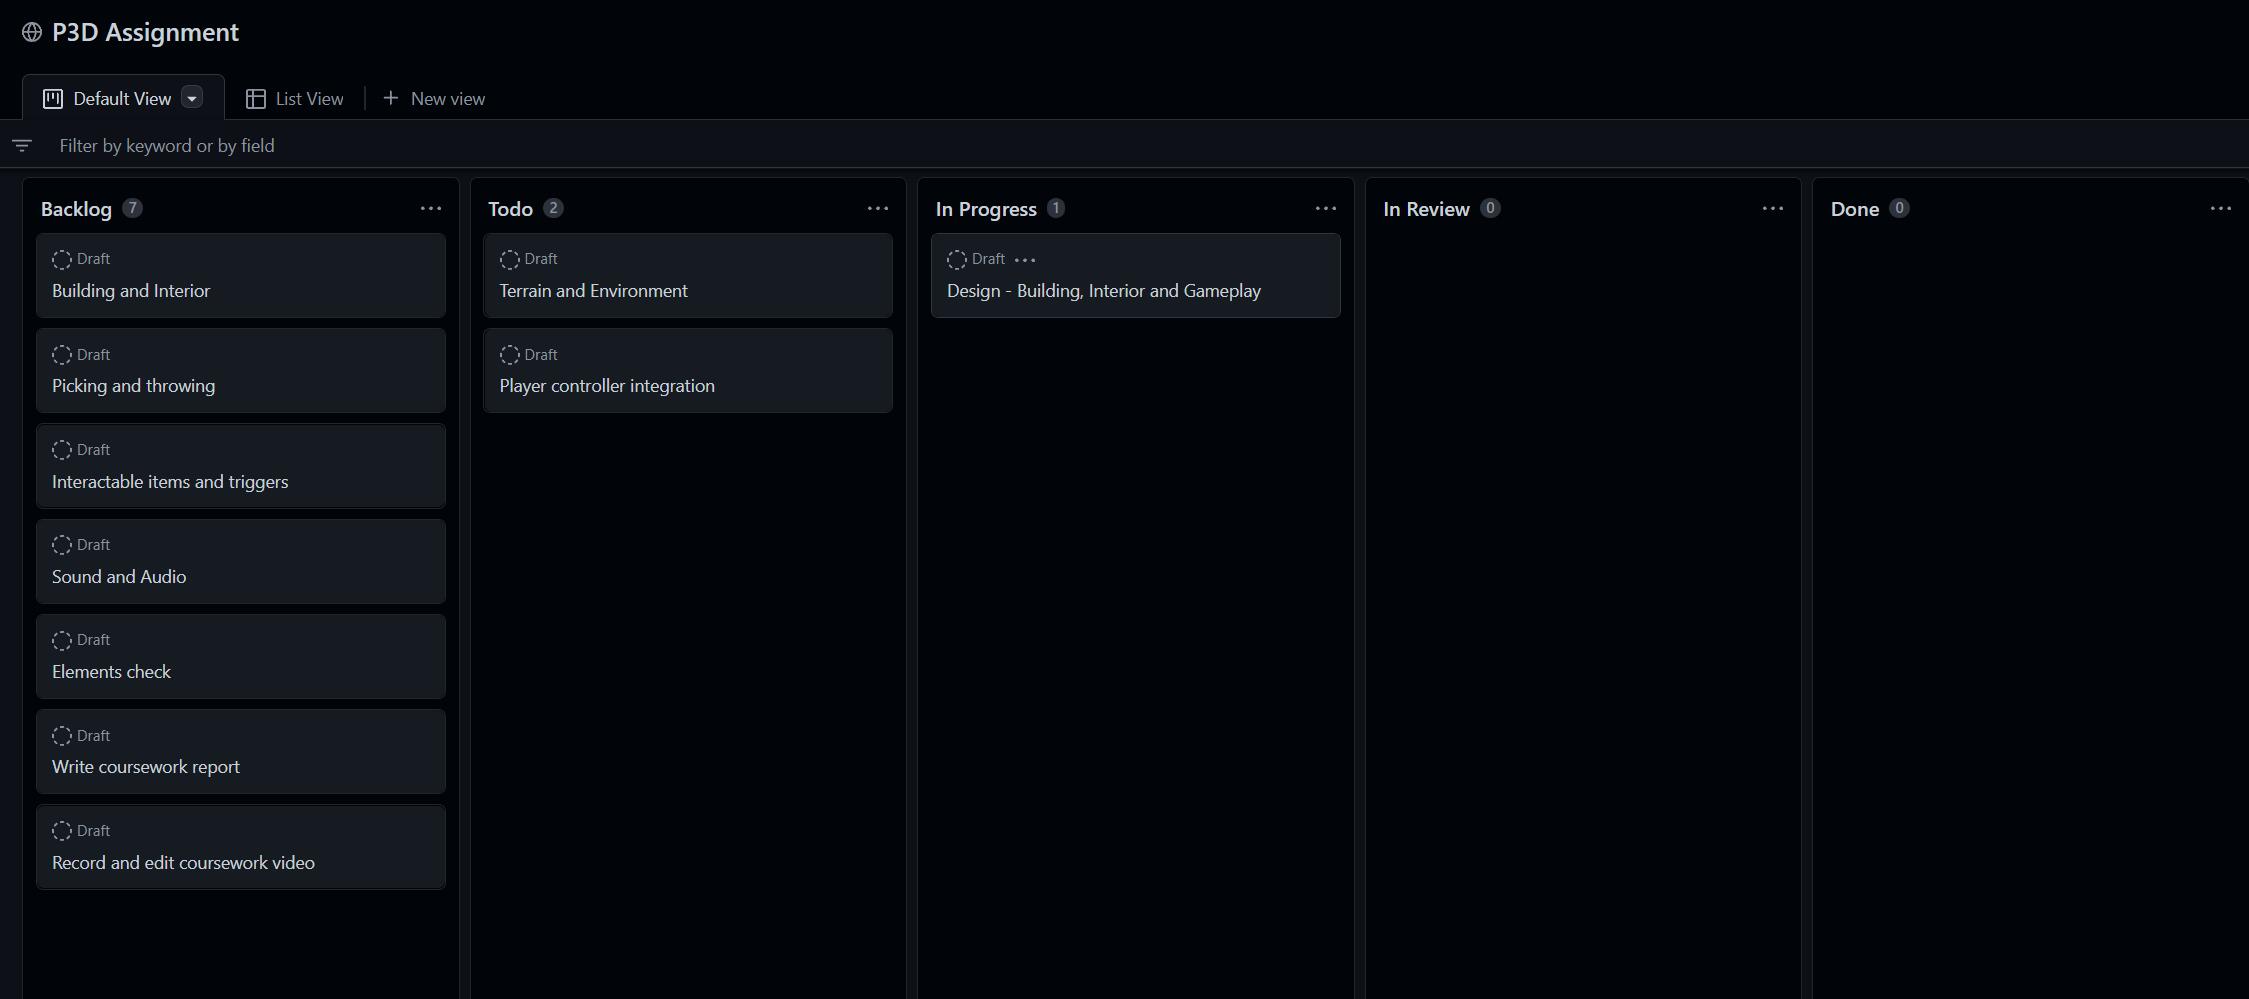 P3D Assignment
Default View
List View
New view
Filter by keyword or by field
Backlog 7
Draft
Building and Interior
Draft
Picking and throwing
Draft
Interactable items and triggers
Draft
Sound and Audio
Draft
Elements check
Draft
Write coursework report
Draft
Record and edit coursework video
Todo 2
Draft
Terrain and Environment
Draft
Player controller integration
In Progress 1
Draft
Design - Building, Interior and Gameplay
In Review 0
Done 0